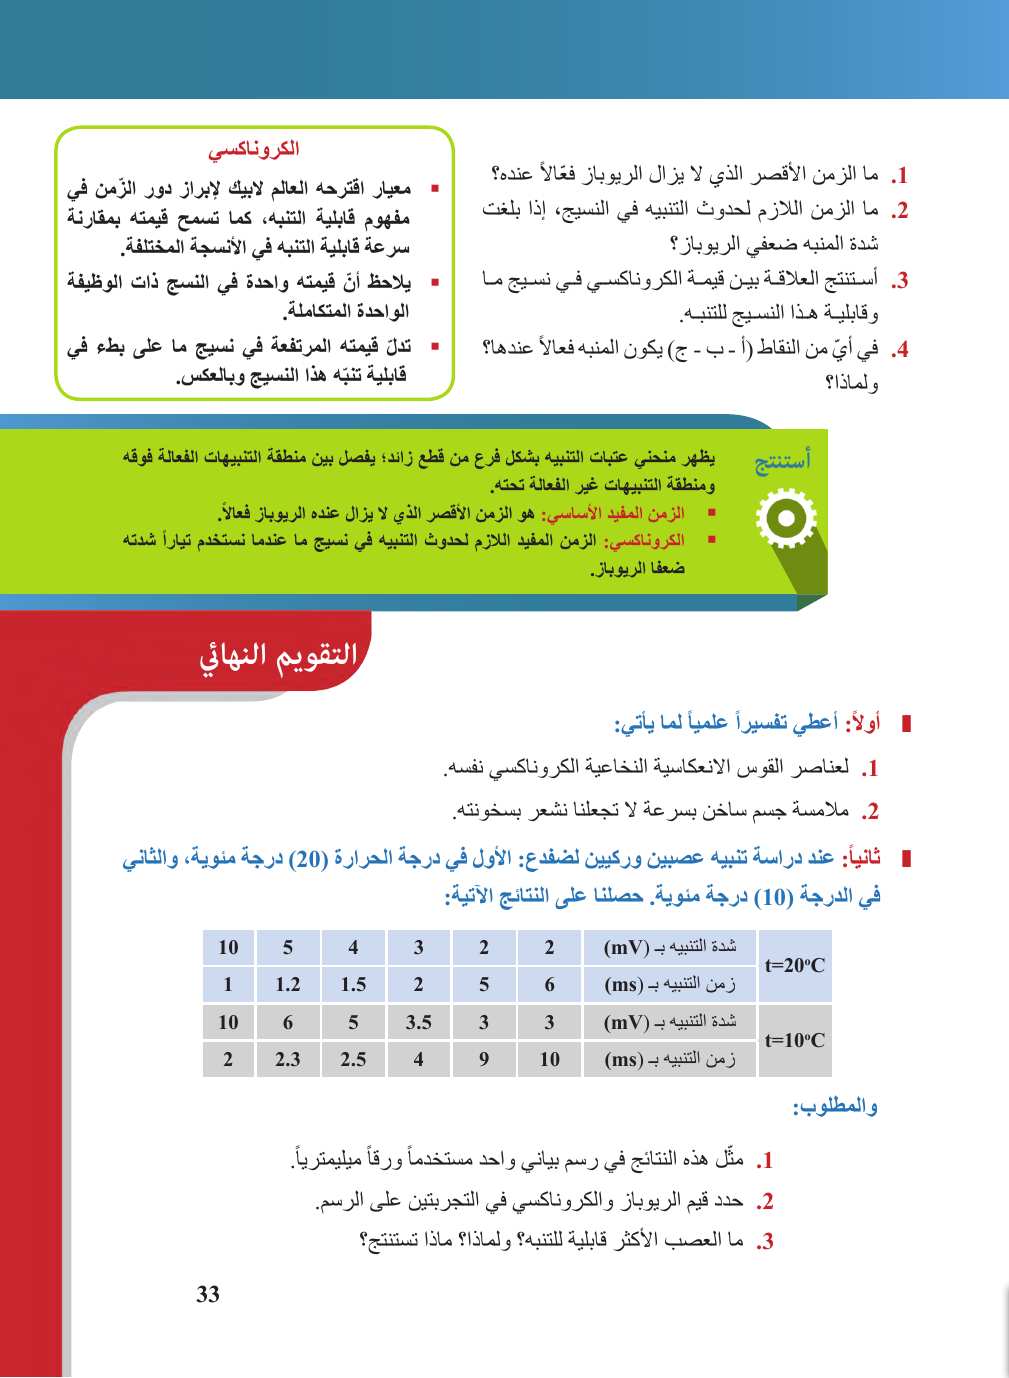 1. ما الزمن الأقصر الذي لا يزال الريوباز فعّالاً عنده؟
2. ما الزمن اللازم لحدوث التنبيه في النسيج، إذا بلغت
شدة المنبه ضعفي الريوباز؟
3. أستنتج العلاقة بين قيمة الكروناكسي في نسيج ما
وقابلية هذا النسيج للتنبه.
4. في أيّ من النقاط (أ - ب - ج) يكون المنبه فعالاً عندها؟
ولماذا؟
الكروناكسي
▪ معيار اقترحه العالم لابيك لإبراز دور الزّمن في
مفهوم قابلية التنبه، كما تسمح قيمته بمقارنة
سرعة قابلية التنبه في الأنسجة المختلفة.
▪ يلاحظ أنّ قيمته واحدة في النسج ذات الوظيفة
الواحدة المتكاملة.
▪ تدلّ قيمته المرتفعة في نسيج ما على بطء في
قابلية تنبّه هذا النسيج وبالعكس.
أستنتج
يظهر منحني عتبات التنبيه بشكل فرع من قطع زائد؛ يفصل بين منطقة التنبيهات الفعالة فوقه
ومنطقة التنبيهات غير الفعالة تحته.
▪ الزمن المفيد الأساسي: هو الزمن الأقصر الذي لا يزال عنده الريوباز فعالاً.
▪ الكروناكسي: الزمن المفيد اللازم لحدوث التنبيه في نسيج ما عندما نستخدم تياراً شدته
ضعفا الريوباز.
التقويم النهائي
أولاً: أعطي تفسيراً علمياً لما يأتي:
1. لعناصر القوس الانعكاسية النخاعية الكروناكسي نفسه.
2. ملامسة جسم ساخن بسرعة لا تجعلنا نشعر بسخونته.
ثانياً: عند دراسة تنبيه عصبين وركيين لضفدع: الأول في درجة الحرارة (20) درجة مئوية، والثاني
في الدرجة (10) درجة مئوية. حصلنا على النتائج الآتية:
t=20°C
شدة التنبيه بـ (mV) 2 2 3 4 5 10
زمن التنبيه بـ (ms) 6 5 2 1.5 1.2 1
t=10°C
شدة التنبيه بـ (mV) 3 3 3.5 5 6 10
زمن التنبيه بـ (ms) 10 9 4 2.5 2.3 2
والمطلوب:
1. مثّل هذه النتائج في رسم بياني واحد مستخدماً ورقاً ميليمترياً.
2. حدد قيم الريوباز والكروناكسي في التجربتين على الرسم.
3. ما العصب الأكثر قابلية للتنبه؟ ولماذا؟ ماذا تستنتج؟
33